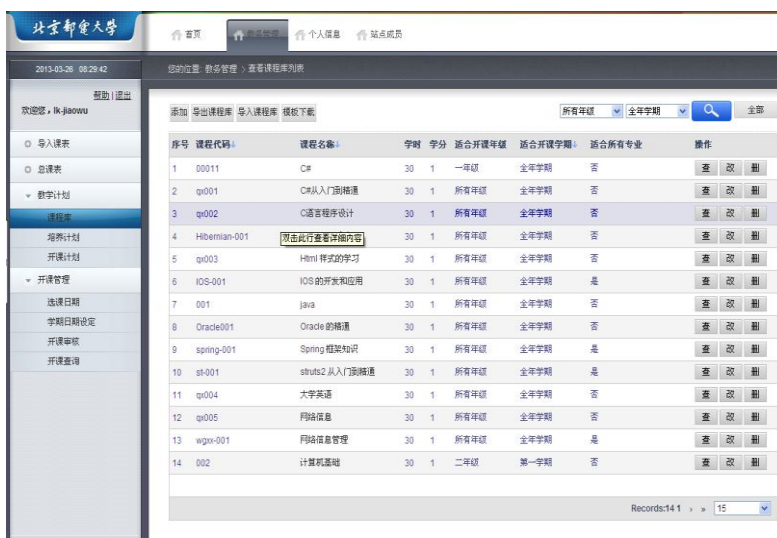 北京邮电大学
首页 教务管理 个人信息 站点成员
2013-03-26 08:29:42 您的位置: 教务管理 > 查看课程库列表
帮助 | 退出
欢迎您，lk-jiaowu
添加 导出课程库 导入课程库 模板下载 所有年级 全年学期 全部
导入课表
总课表
教学计划
课程库
培养计划
开课计划
开课管理
选课日期
学期日期设定
开课审核
开课查询
序号 课程代码↓ 课程名称↓ 学时 学分 适合开课年级 适合开课学期↓ 适合所有专业 操作
1 00011 C# 30 1 一年级 全年学期 否 查 改 删
2 qx001 C#从入门到精通 30 1 所有年级 全年学期 否 查 改 删
3 qx002 C语言程序设计 30 1 所有年级 全年学期 否 查 改 删
4 Hibernian-001 双击此行查看详细内容 30 1 所有年级 全年学期 否 查 改 删
5 qx003 Html 样式的学习 30 1 所有年级 全年学期 否 查 改 删
6 IOS-001 IOS 的开发和应用 30 1 所有年级 全年学期 是 查 改 删
7 001 java 30 1 所有年级 全年学期 否 查 改 删
8 Oracle001 Oracle 的精通 30 1 所有年级 全年学期 否 查 改 删
9 spring-001 Spring 框架知识 30 1 所有年级 全年学期 是 查 改 删
10 st-001 struts2 从入门到精通 30 1 所有年级 全年学期 是 查 改 删
11 qx004 大学英语 30 1 所有年级 全年学期 否 查 改 删
12 qx005 网络信息 30 1 所有年级 全年学期 否 查 改 删
13 wgxx-001 网络信息管理 30 1 所有年级 全年学期 是 查 改 删
14 002 计算机基础 30 1 二年级 第一学期 否 查 改 删
Records:14 1 › » 15